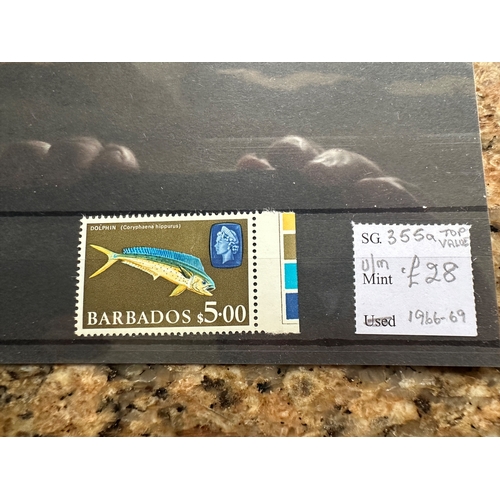 DOLPHIN (Coryphaena hippurus)
BARBADOS $5·00
SG. 355a TOP VALUE
U/m
Mint £28
Used 1966-69